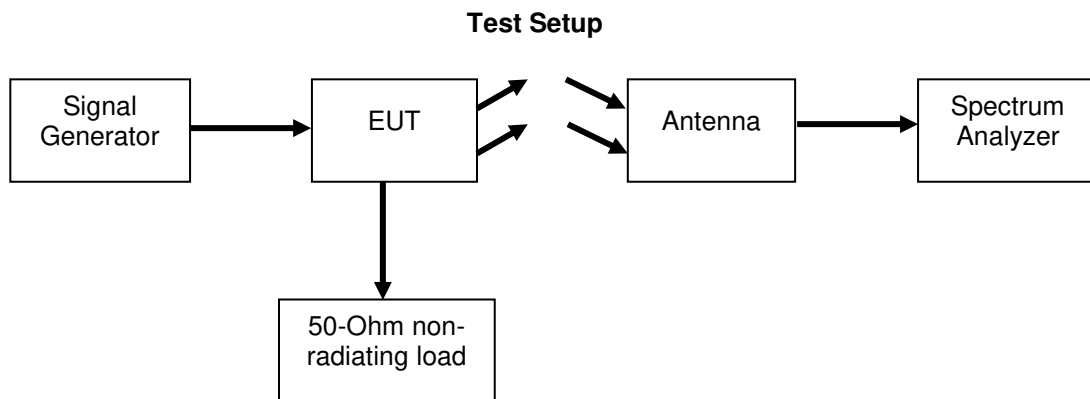 Test Setup
Signal
Generator
EUT
Antenna
Spectrum
Analyzer
50-Ohm non-
radiating load